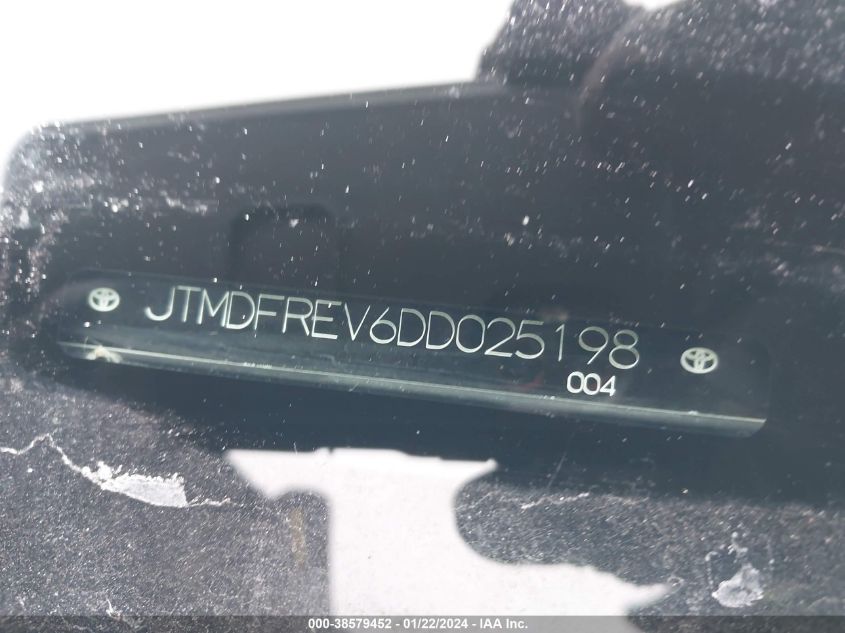 JTMDFREV6DD025198
004
000-38579452 - 01/22/2024 - IAA Inc.